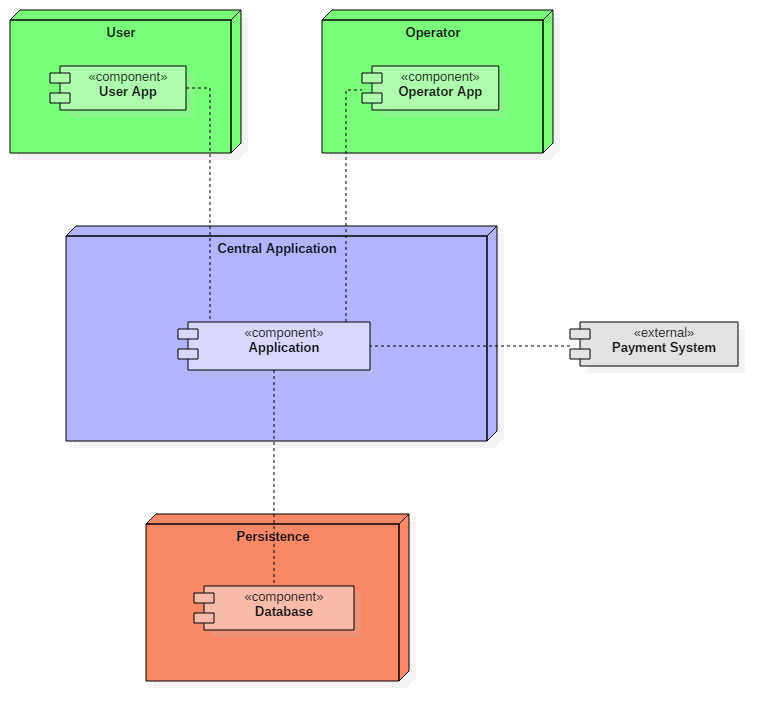 User
«component»
User App
Operator
«component»
Operator App
Central Application
«component»
Application
«external»
Payment System
Persistence
«component»
Database